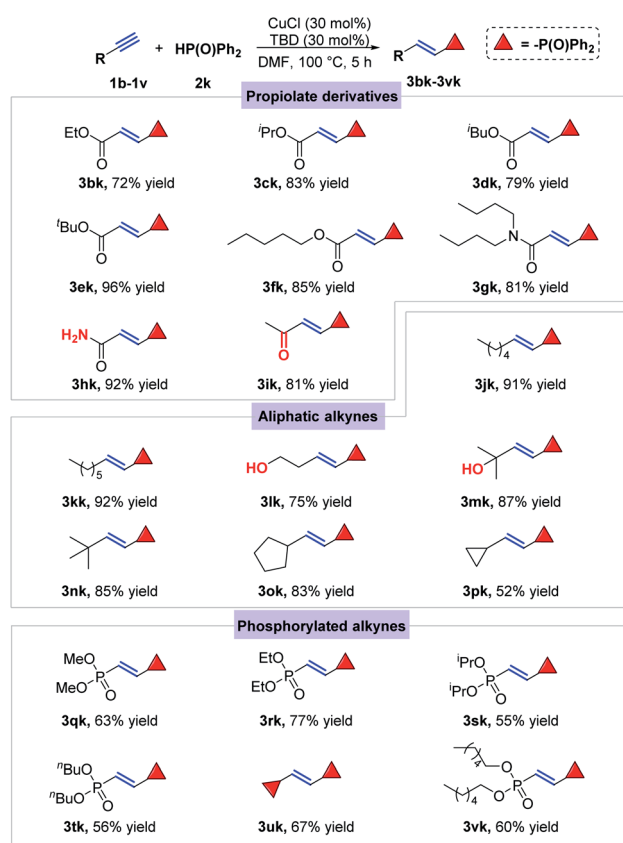 CuCl (30 mol%)
R + HP(O)Ph2 TBD (30 mol%) R = -P(O)Ph2
DMF, 100 °C, 5 h
1b-1v 2k 3bk-3vk
Propiolate derivatives
EtO O iPrO O iBuO O
3bk, 72% yield 3ck, 83% yield 3dk, 79% yield
tBuO O O O N O
3ek, 96% yield 3fk, 85% yield 3gk, 81% yield
H2N O O 4
3hk, 92% yield 3ik, 81% yield 3jk, 91% yield
Aliphatic alkynes
5 HO HO
3kk, 92% yield 3lk, 75% yield 3mk, 87% yield
3nk, 85% yield 3ok, 83% yield 3pk, 52% yield
Phosphorylated alkynes
MeO P MeO O EtO P EtO O iPrO P iPrO O
3qk, 63% yield 3rk, 77% yield 3sk, 55% yield
nBuO P nBuO O 4 O P 4 O O
3tk, 56% yield 3uk, 67% yield 3vk, 60% yield